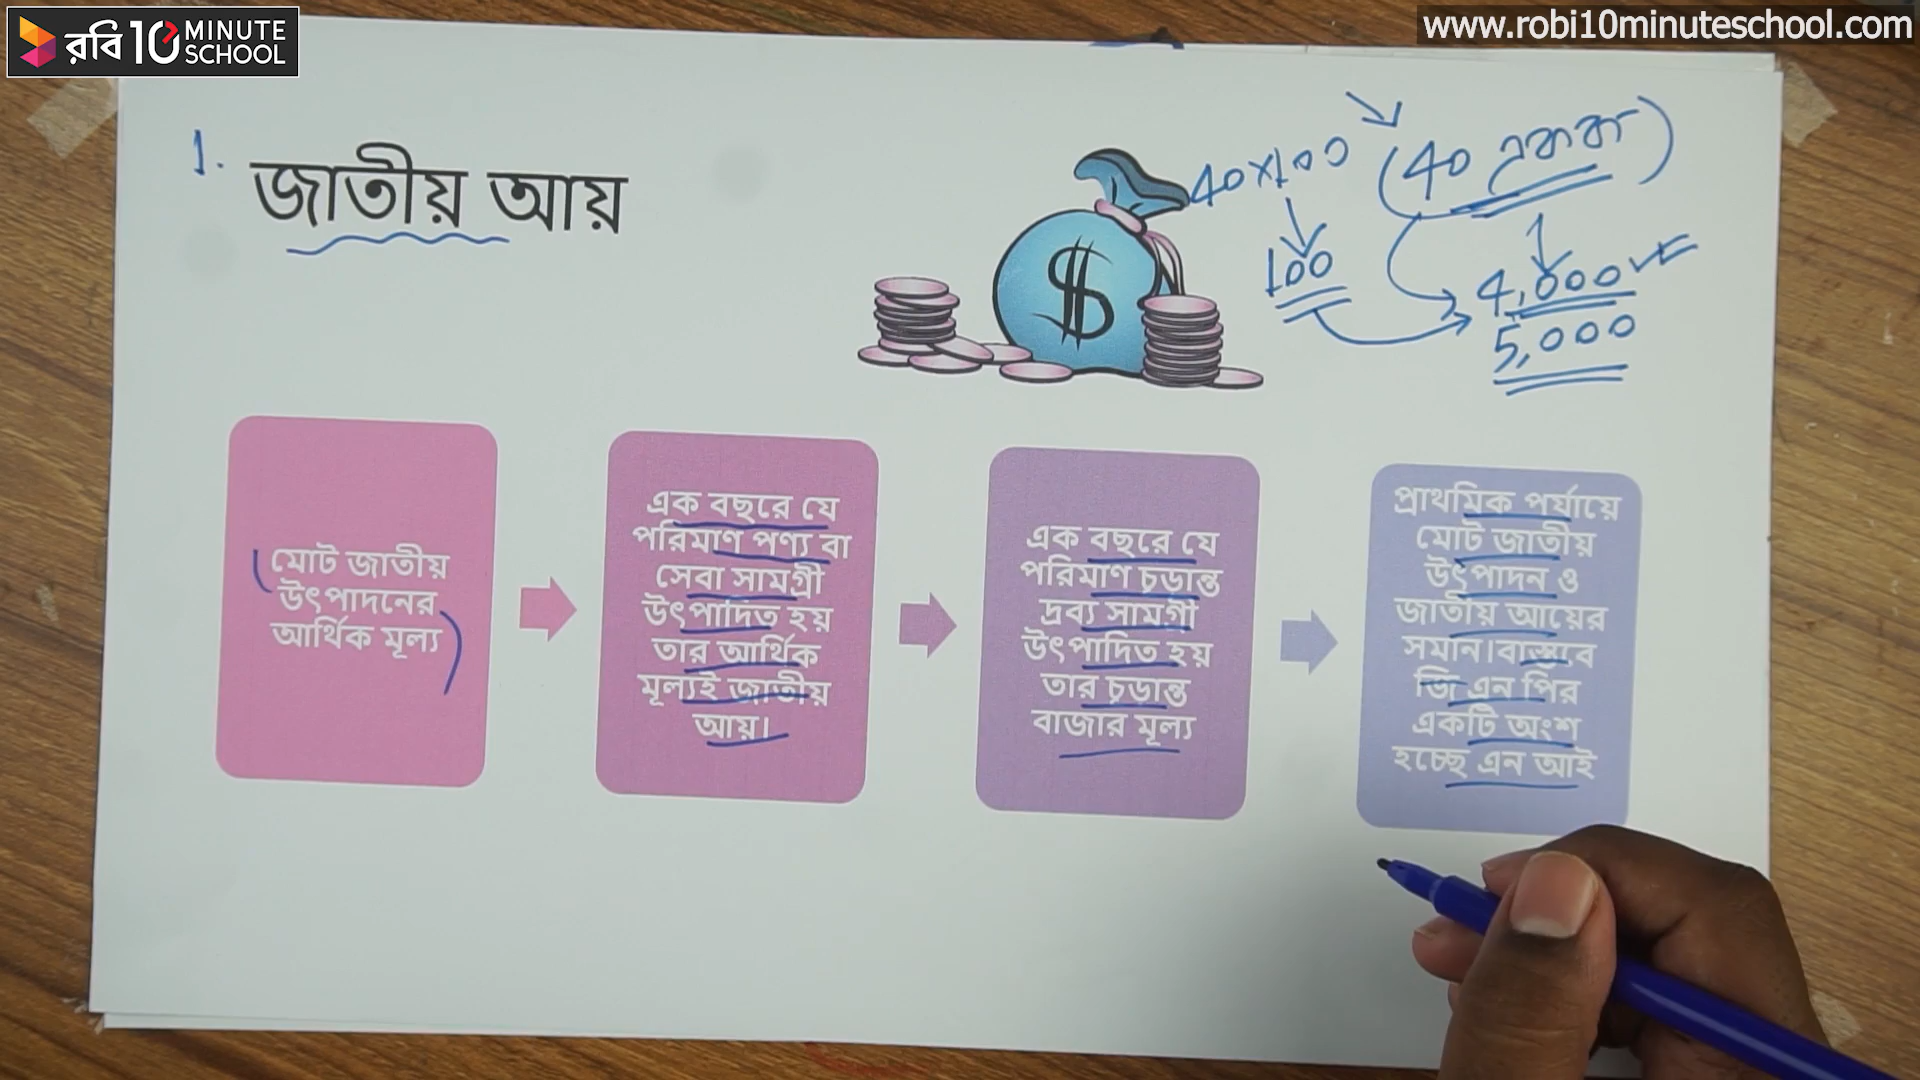 রবি 10 MINUTE SCHOOL
www.robi10minuteschool.com
1. জাতীয় আয়
40×100
(40 একক)
100
4,000
5,000
মোট জাতীয়
উৎপাদনের
আর্থিক মূল্য
এক বছরে যে
পরিমাণ পণ্য বা
সেবা সামগ্রী
উৎপাদিত হয়
তার আর্থিক
মূল্যই জাতীয়
আয়।
এক বছরে যে
পরিমাণ চূড়ান্ত
দ্রব্য সামগ্রী
উৎপাদিত হয়
তার চূড়ান্ত
বাজার মূল্য
প্রাথমিক পর্যায়ে
মোট জাতীয়
উৎপাদন ও
জাতীয় আয়ের
সমান।বাস্তবে
জি এন পির
একটি অংশ
হচ্ছে এন আই